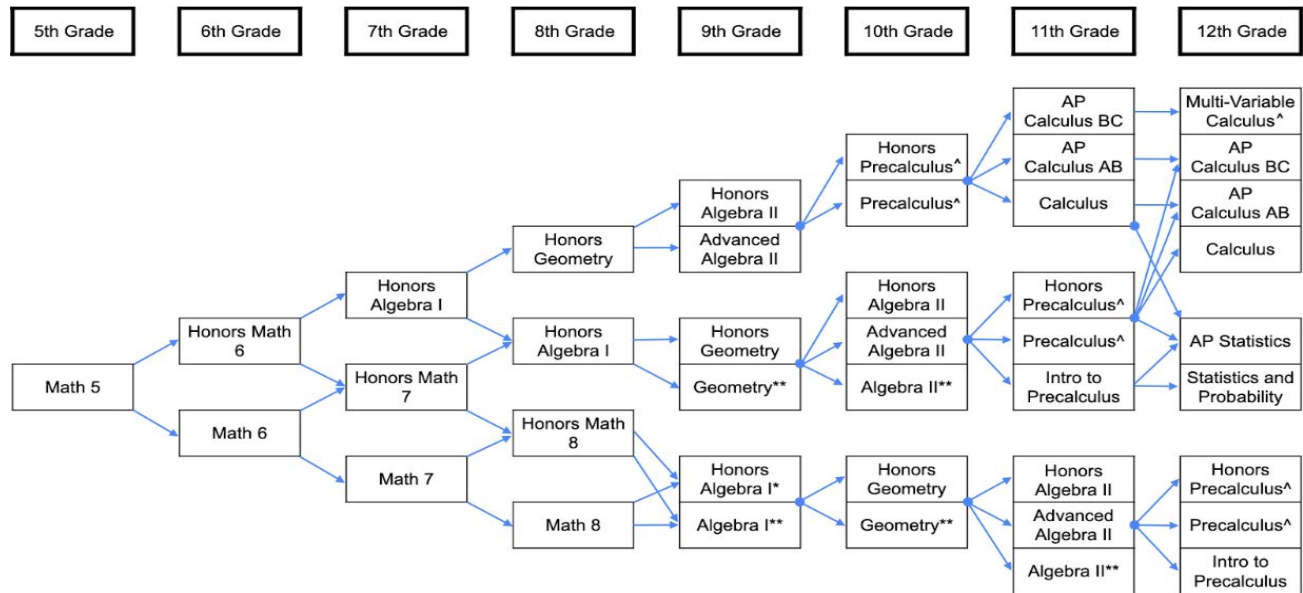 5th Grade
6th Grade
7th Grade
8th Grade
9th Grade
10th Grade
11th Grade
12th Grade
Math 5
Honors Math
6
Math 6
Honors
Algebra I
Honors Math
7
Math 7
Honors
Geometry
Honors
Algebra I
Honors Math
8
Math 8
Honors
Algebra II
Advanced
Algebra II
Honors
Geometry
Geometry**
Honors
Algebra I*
Algebra I**
Honors
Precalculus^
Precalculus^
Honors
Algebra II
Advanced
Algebra II
Algebra II**
Honors
Geometry
Geometry**
AP
Calculus BC
AP
Calculus AB
Calculus
Honors
Precalculus^
Precalculus^
Intro to
Precalculus
Honors
Algebra II
Advanced
Algebra II
Algebra II**
Multi-Variable
Calculus^
AP
Calculus BC
AP
Calculus AB
Calculus
AP Statistics
Statistics and
Probability
Honors
Precalculus^
Precalculus^
Intro to
Precalculus